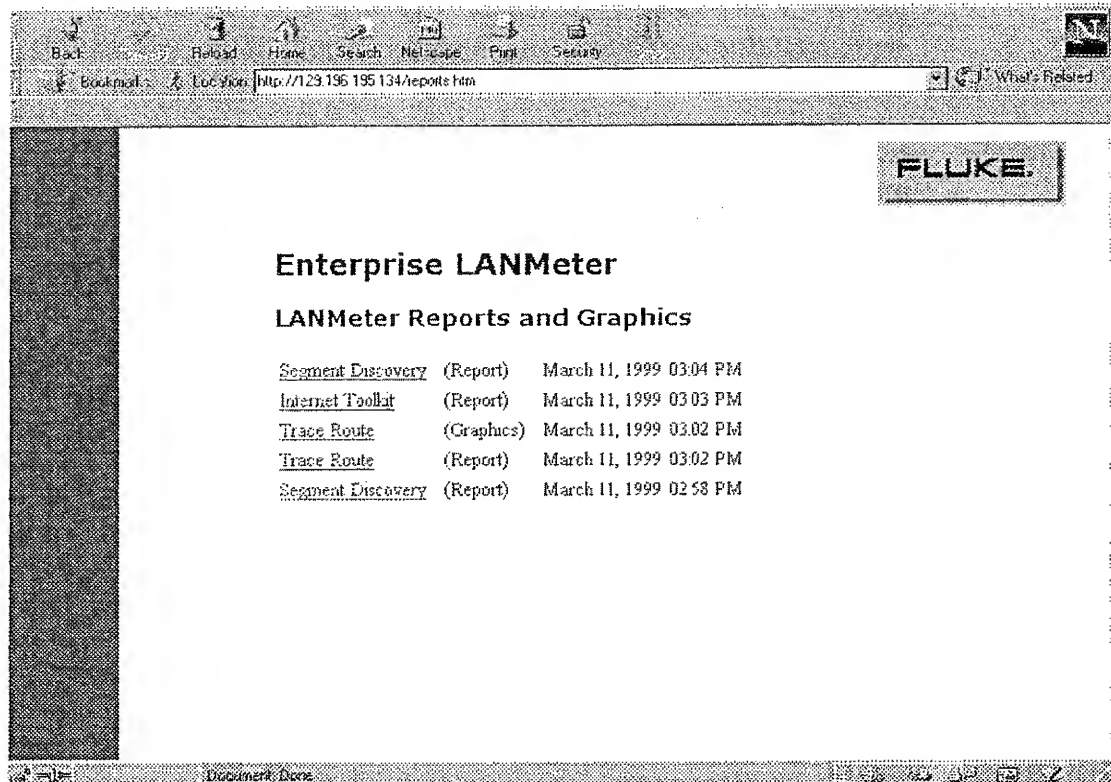 Back Reload Home Search Netscape Print Security
Bookmarks Location http://129.196.195.134/reports.htm What's Related
FLUKE.
Enterprise LANMeter
LANMeter Reports and Graphics
Segment Discovery (Report) March 11, 1999 03:04 PM
Internet Toolkit (Report) March 11, 1999 03:03 PM
Trace Route (Graphics) March 11, 1999 03:02 PM
Trace Route (Report) March 11, 1999 03:02 PM
Segment Discovery (Report) March 11, 1999 02:58 PM
Document: Done